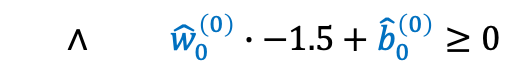 ∧ ŵ₀⁽⁰⁾ · −1.5 + b̂₀⁽⁰⁾ ≥ 0